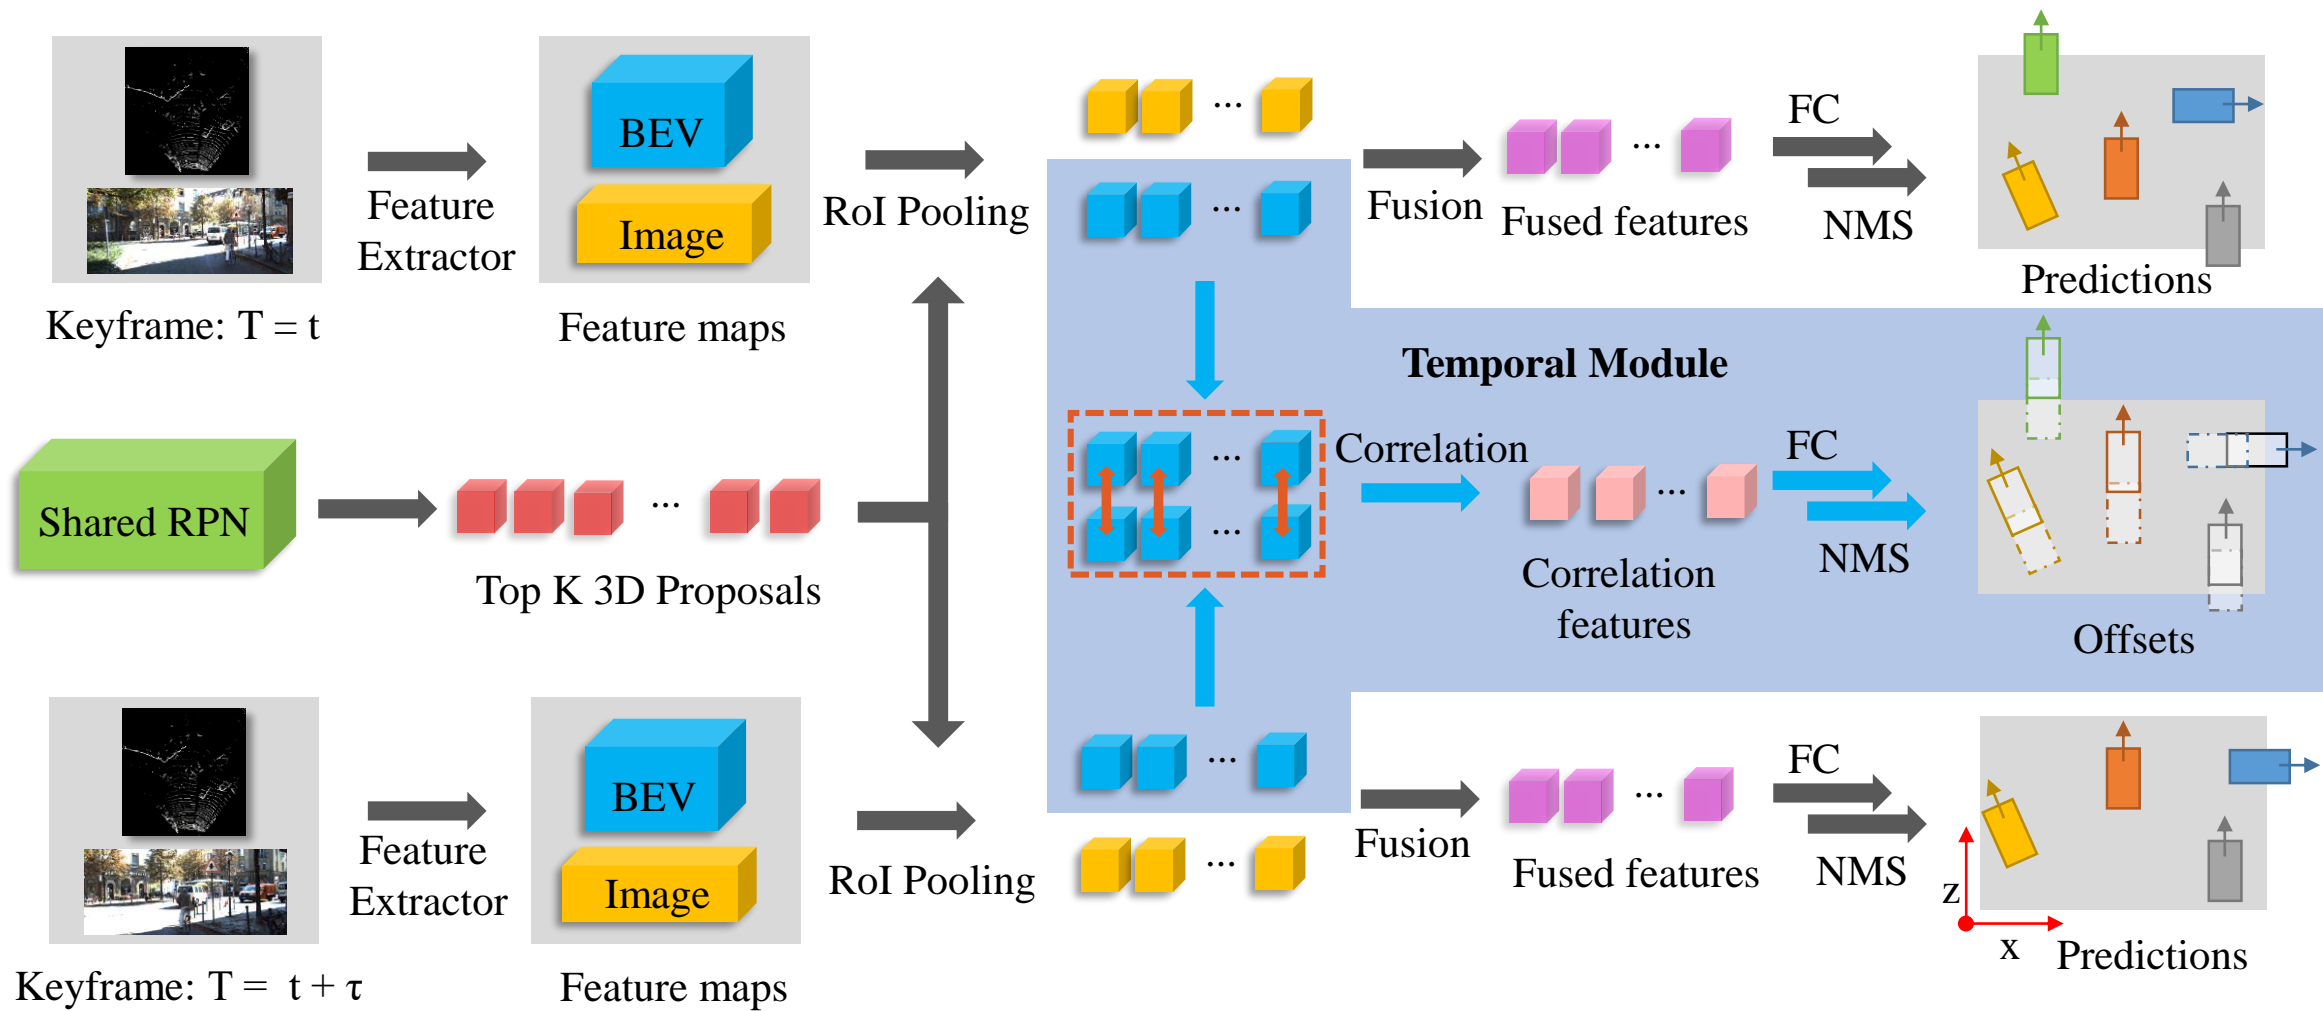 BEV
Image
Feature
Extractor
RoI Pooling
...
...
Fusion
...
Fused features
FC
NMS
Predictions
Keyframe: T = t
Feature maps
Temporal Module
Shared RPN
...
Top K 3D Proposals
...
...
Correlation
...
Correlation
features
FC
NMS
Offsets
BEV
Image
Feature
Extractor
RoI Pooling
...
...
Fusion
...
Fused features
FC
NMS
z
x
Predictions
Keyframe: T = t + τ
Feature maps